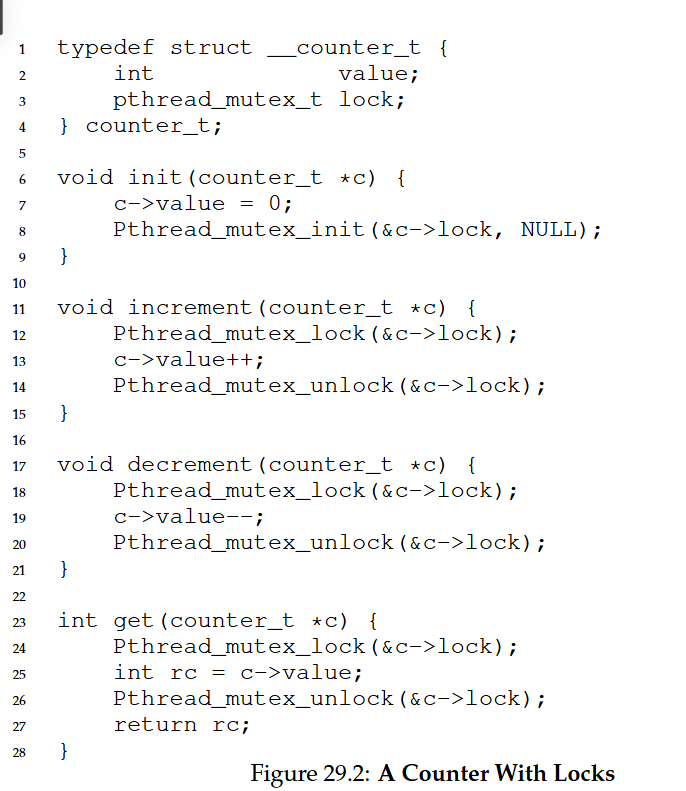 1 typedef struct __counter_t {
2 int value;
3 pthread_mutex_t lock;
4 } counter_t;
5
6 void init(counter_t *c) {
7 c->value = 0;
8 Pthread_mutex_init(&c->lock, NULL);
9 }
10
11 void increment(counter_t *c) {
12 Pthread_mutex_lock(&c->lock);
13 c->value++;
14 Pthread_mutex_unlock(&c->lock);
15 }
16
17 void decrement(counter_t *c) {
18 Pthread_mutex_lock(&c->lock);
19 c->value--;
20 Pthread_mutex_unlock(&c->lock);
21 }
22
23 int get(counter_t *c) {
24 Pthread_mutex_lock(&c->lock);
25 int rc = c->value;
26 Pthread_mutex_unlock(&c->lock);
27 return rc;
28 }
Figure 29.2: A Counter With Locks